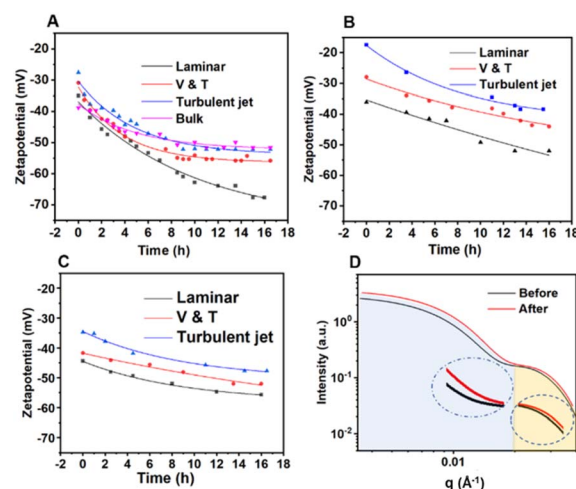 A
Laminar
V & T
Turbulent jet
Bulk
Zetapotential (mV)
-20
-30
-40
-50
-60
-70
-2 0 2 4 6 8 10 12 14 16 18
Time (h)
B
Laminar
V & T
Turbulent jet
Zetapotential (mV)
-10
-20
-30
-40
-50
-60
-70
0 2 4 6 8 10 12 14 16 18
Time (h)
C
Laminar
V & T
Turbulent jet
Zetapotential (mV)
-20
-30
-40
-50
-60
-70
-2 0 2 4 6 8 10 12 14 16 18
Time (h)
D
Before
After
Intensity (a.u.)
10⁰
10⁻¹
10⁻²
0.01
q (Å⁻¹)